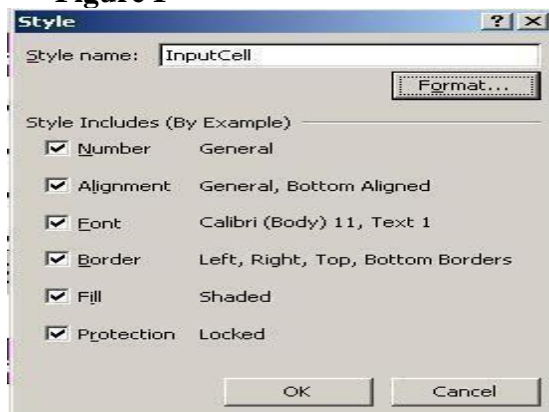 Figure 1
Style
Style name: InputCell
Format...
Style Includes (By Example)
Number General
Alignment General, Bottom Aligned
Font Calibri (Body) 11, Text 1
Border Left, Right, Top, Bottom Borders
Fill Shaded
Protection Locked
OK Cancel